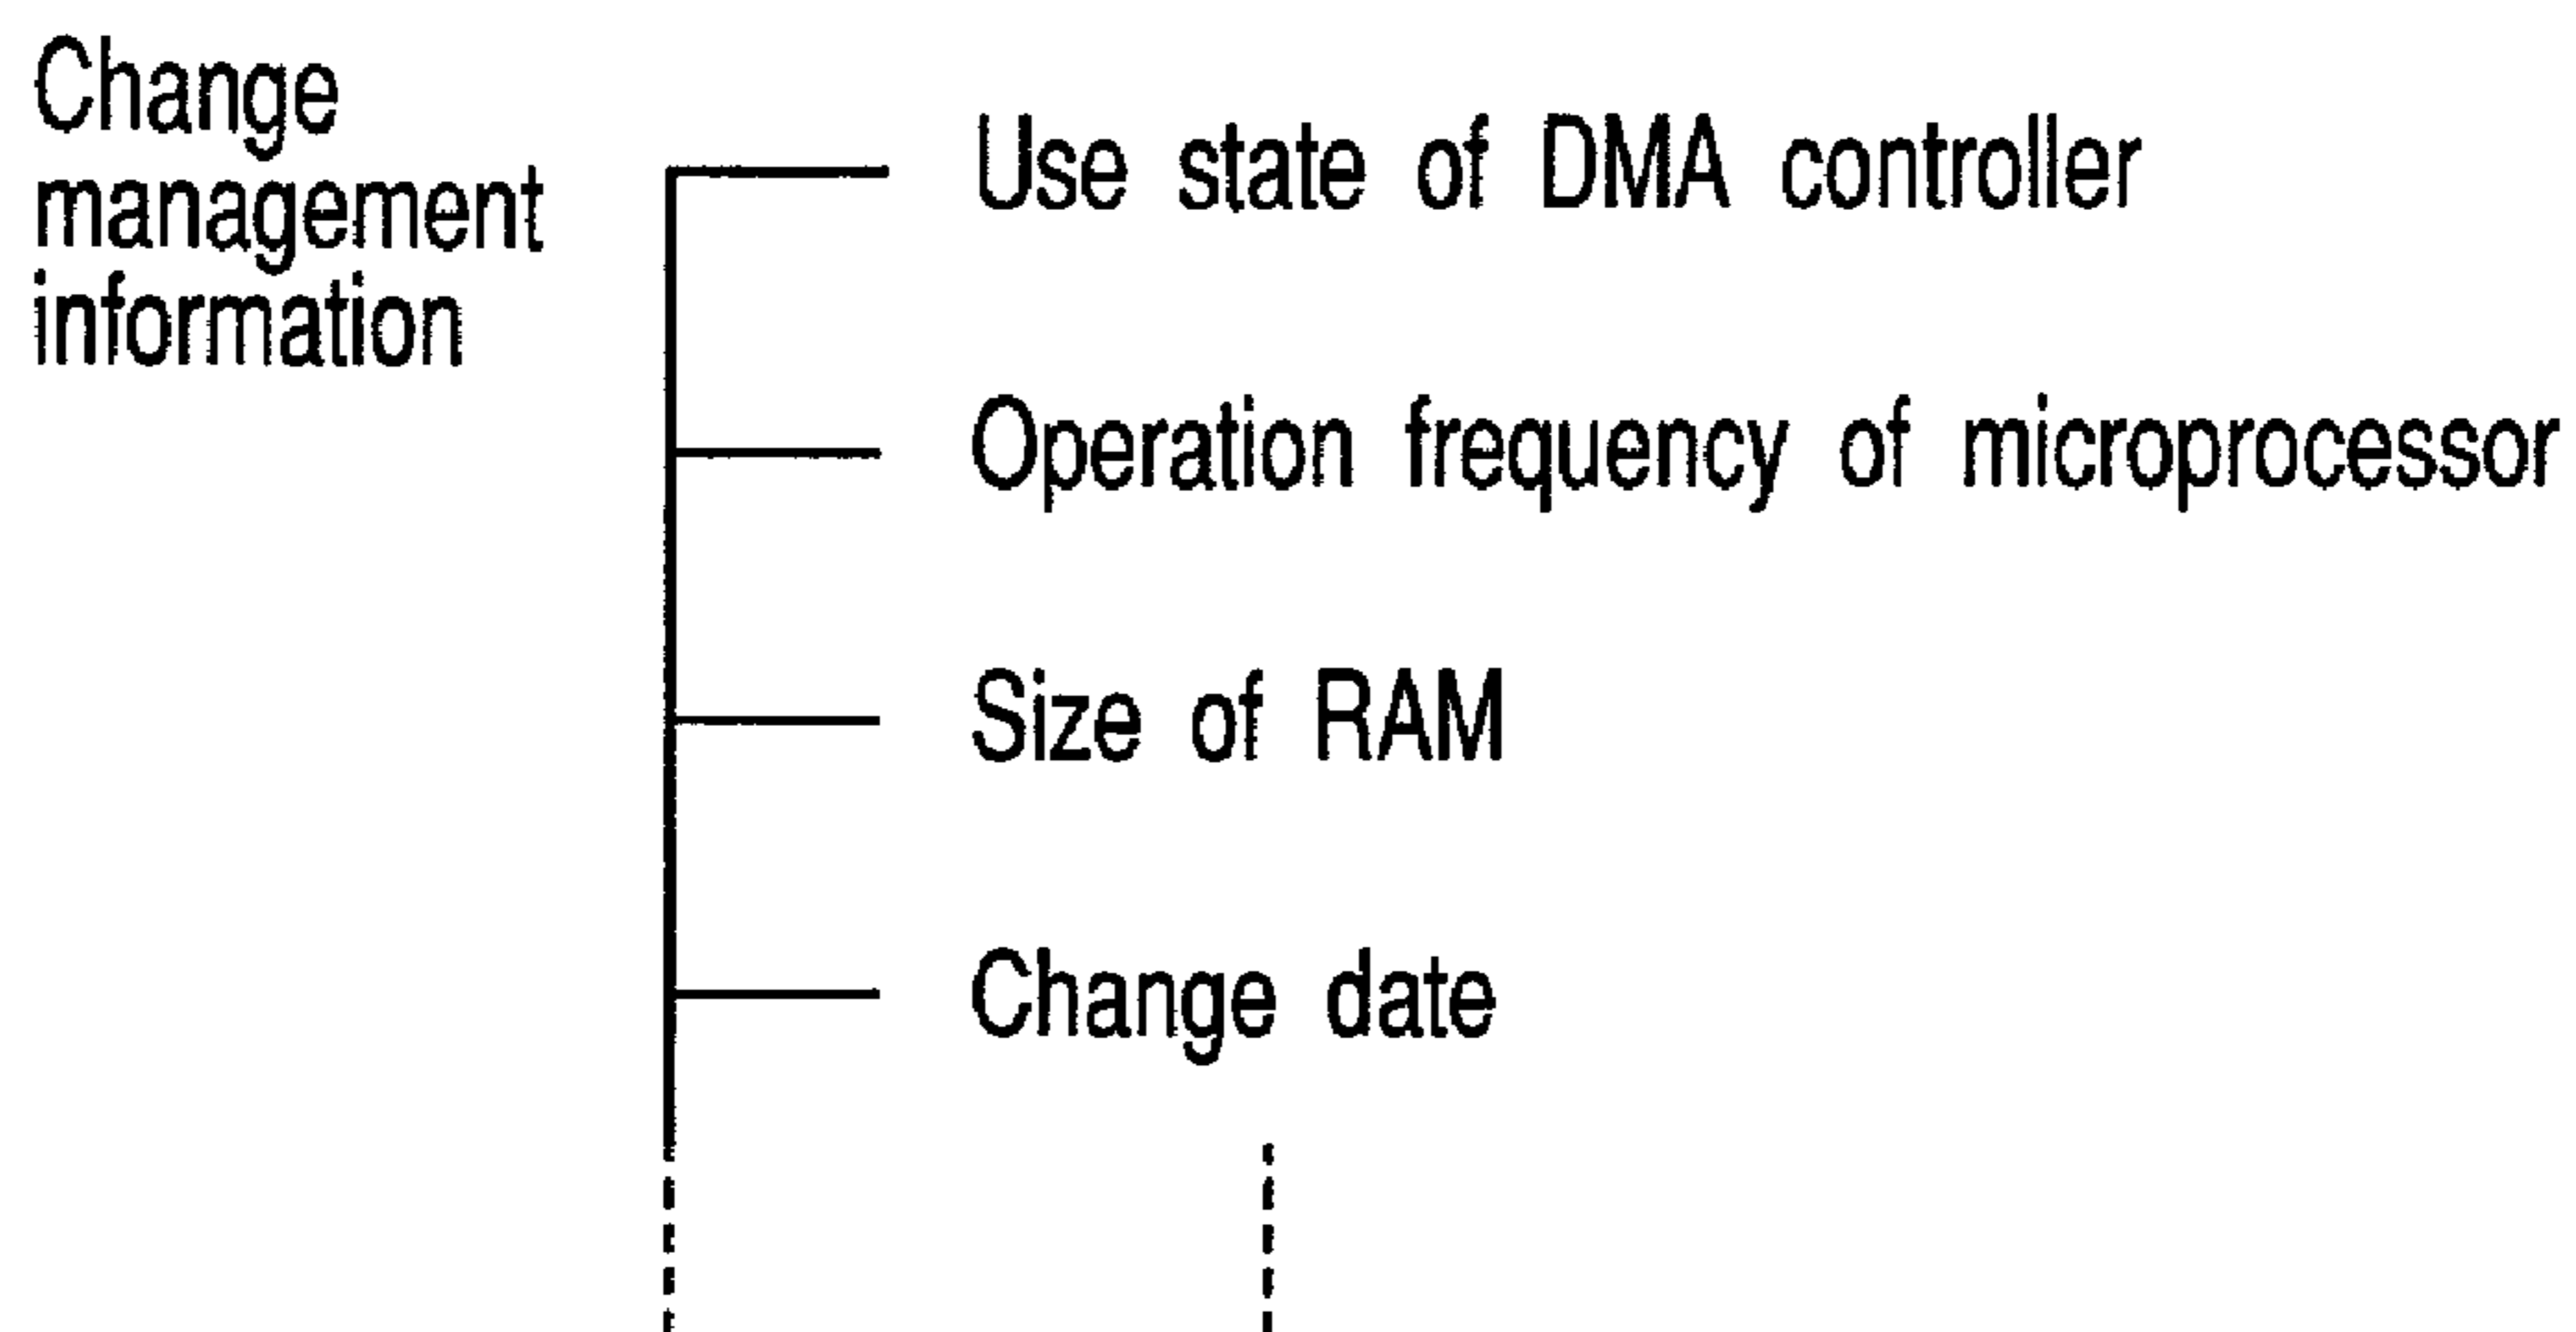 Change
management
information
Use state of DMA controller
Operation frequency of microprocessor
Size of RAM
Change date